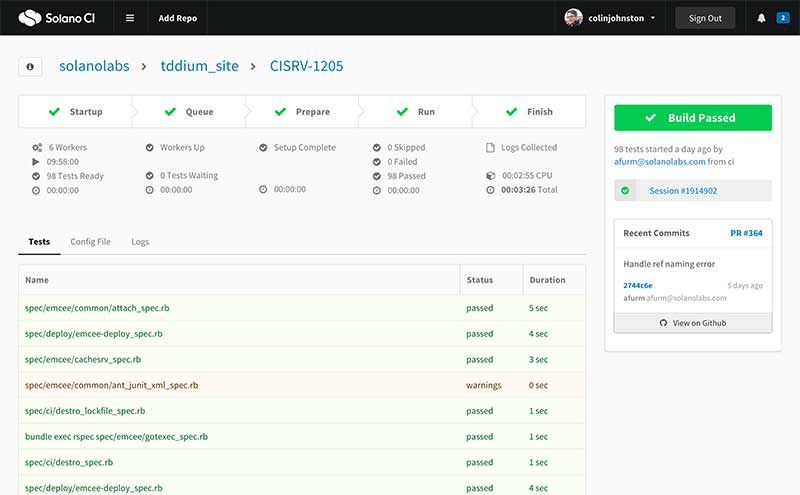 Solano CI
Add Repo
colinjohnston
Sign Out
2
solanolabs > tddium_site > CISRV-1205
Startup
Queue
Prepare
Run
Finish
6 Workers
09:58:00
98 Tests Ready
00:00:00
Workers Up
0 Tests Waiting
00:00:00
Setup Complete
00:00:00
0 Skipped
0 Failed
98 Passed
00:00:00
Logs Collected
00:02:55 CPU
00:03:26 Total
Build Passed
98 tests started a day ago by
afurm@solanolabs.com from ci
Session #1914902
Recent Commits PR #364
Handle ref naming error
2744c6e 5 days ago
afurm afurm@solanolabs.com
View on Github
Tests Config File Logs
Name Status Duration
spec/emcee/common/attach_spec.rb passed 5 sec
spec/deploy/emcee-deploy_spec.rb passed 4 sec
spec/emcee/cachesrv_spec.rb passed 3 sec
spec/emcee/common/ant_junit_xml_spec.rb warnings 0 sec
spec/ci/destro_lockfile_spec.rb passed 1 sec
bundle exec rspec spec/emcee/gotexec_spec.rb passed 1 sec
spec/ci/destro_spec.rb passed 1 sec
spec/deploy/emcee-deploy_spec.rb passed 4 sec